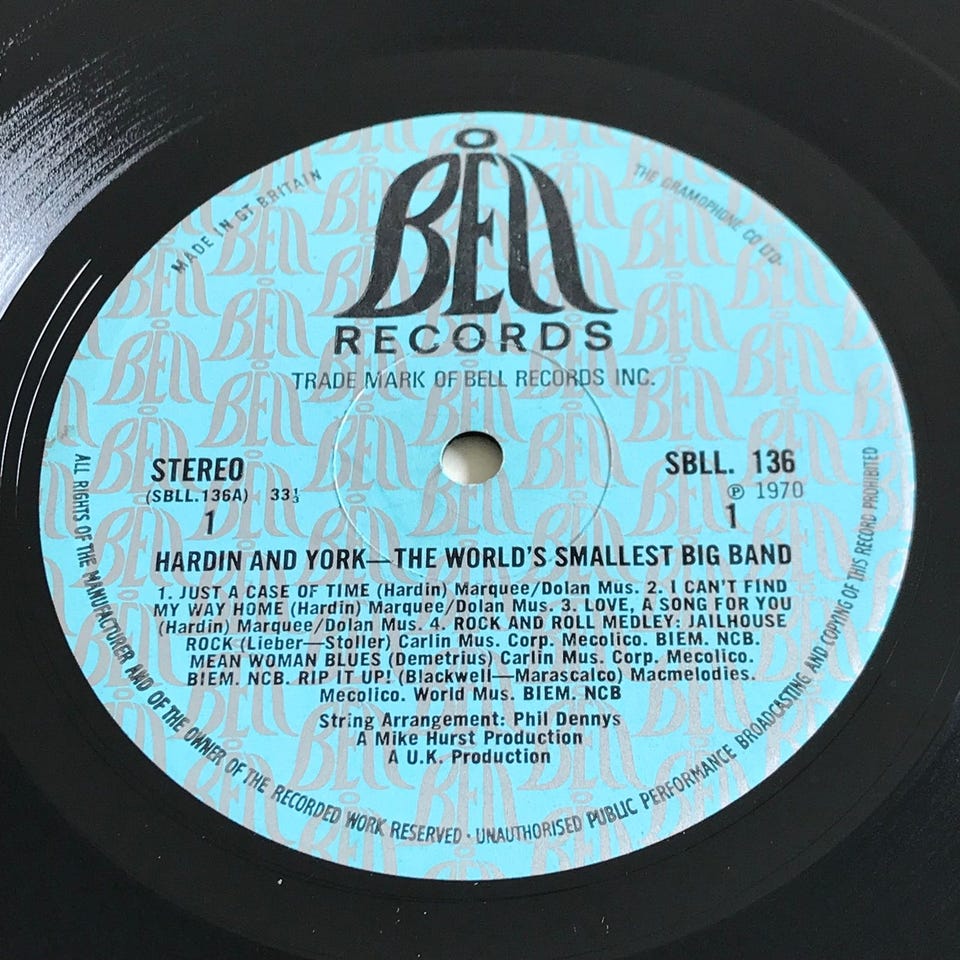 BELL
RECORDS
TRADE MARK OF BELL RECORDS INC.
MADE IN GT BRITAIN
THE GRAMOPHONE CO LTD.
STEREO
(SBLL.136A) 33⅓
1
SBLL. 136
℗ 1970
1
HARDIN AND YORK—THE WORLD'S SMALLEST BIG BAND
1. JUST A CASE OF TIME (Hardin) Marquee/Dolan Mus. 2. I CAN'T FIND
MY WAY HOME (Hardin) Marquee/Dolan Mus. 3. LOVE, A SONG FOR YOU
(Hardin) Marquee/Dolan Mus. 4. ROCK AND ROLL MEDLEY: JAILHOUSE
ROCK (Lieber—Stoller) Carlin Mus. Corp. Mecolico. BIEM. NCB.
MEAN WOMAN BLUES (Demetrius) Carlin Mus. Corp. Mecolico.
BIEM. NCB. RIP IT UP! (Blackwell—Marascalco) Macmelodies.
Mecolico. World Mus. BIEM. NCB
String Arrangement: Phil Dennys
A Mike Hurst Production
A U.K. Production
ALL RIGHTS OF THE MANUFACTURER AND OF THE OWNER OF THE RECORDED WORK RESERVED · UNAUTHORISED PUBLIC PERFORMANCE BROADCASTING AND COPYING OF THIS RECORD PROHIBITED